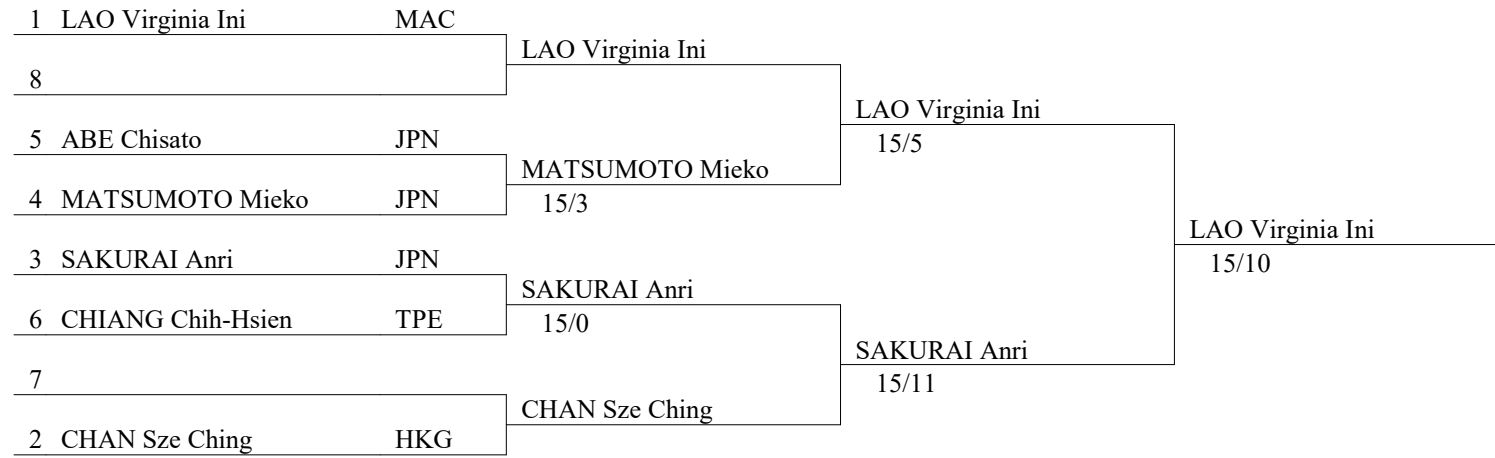 1 LAO Virginia Ini MAC
8
5 ABE Chisato JPN
4 MATSUMOTO Mieko JPN
3 SAKURAI Anri JPN
6 CHIANG Chih-Hsien TPE
7
2 CHAN Sze Ching HKG
LAO Virginia Ini
MATSUMOTO Mieko
15/3
SAKURAI Anri
15/0
CHAN Sze Ching
LAO Virginia Ini
15/5
SAKURAI Anri
15/11
LAO Virginia Ini
15/10